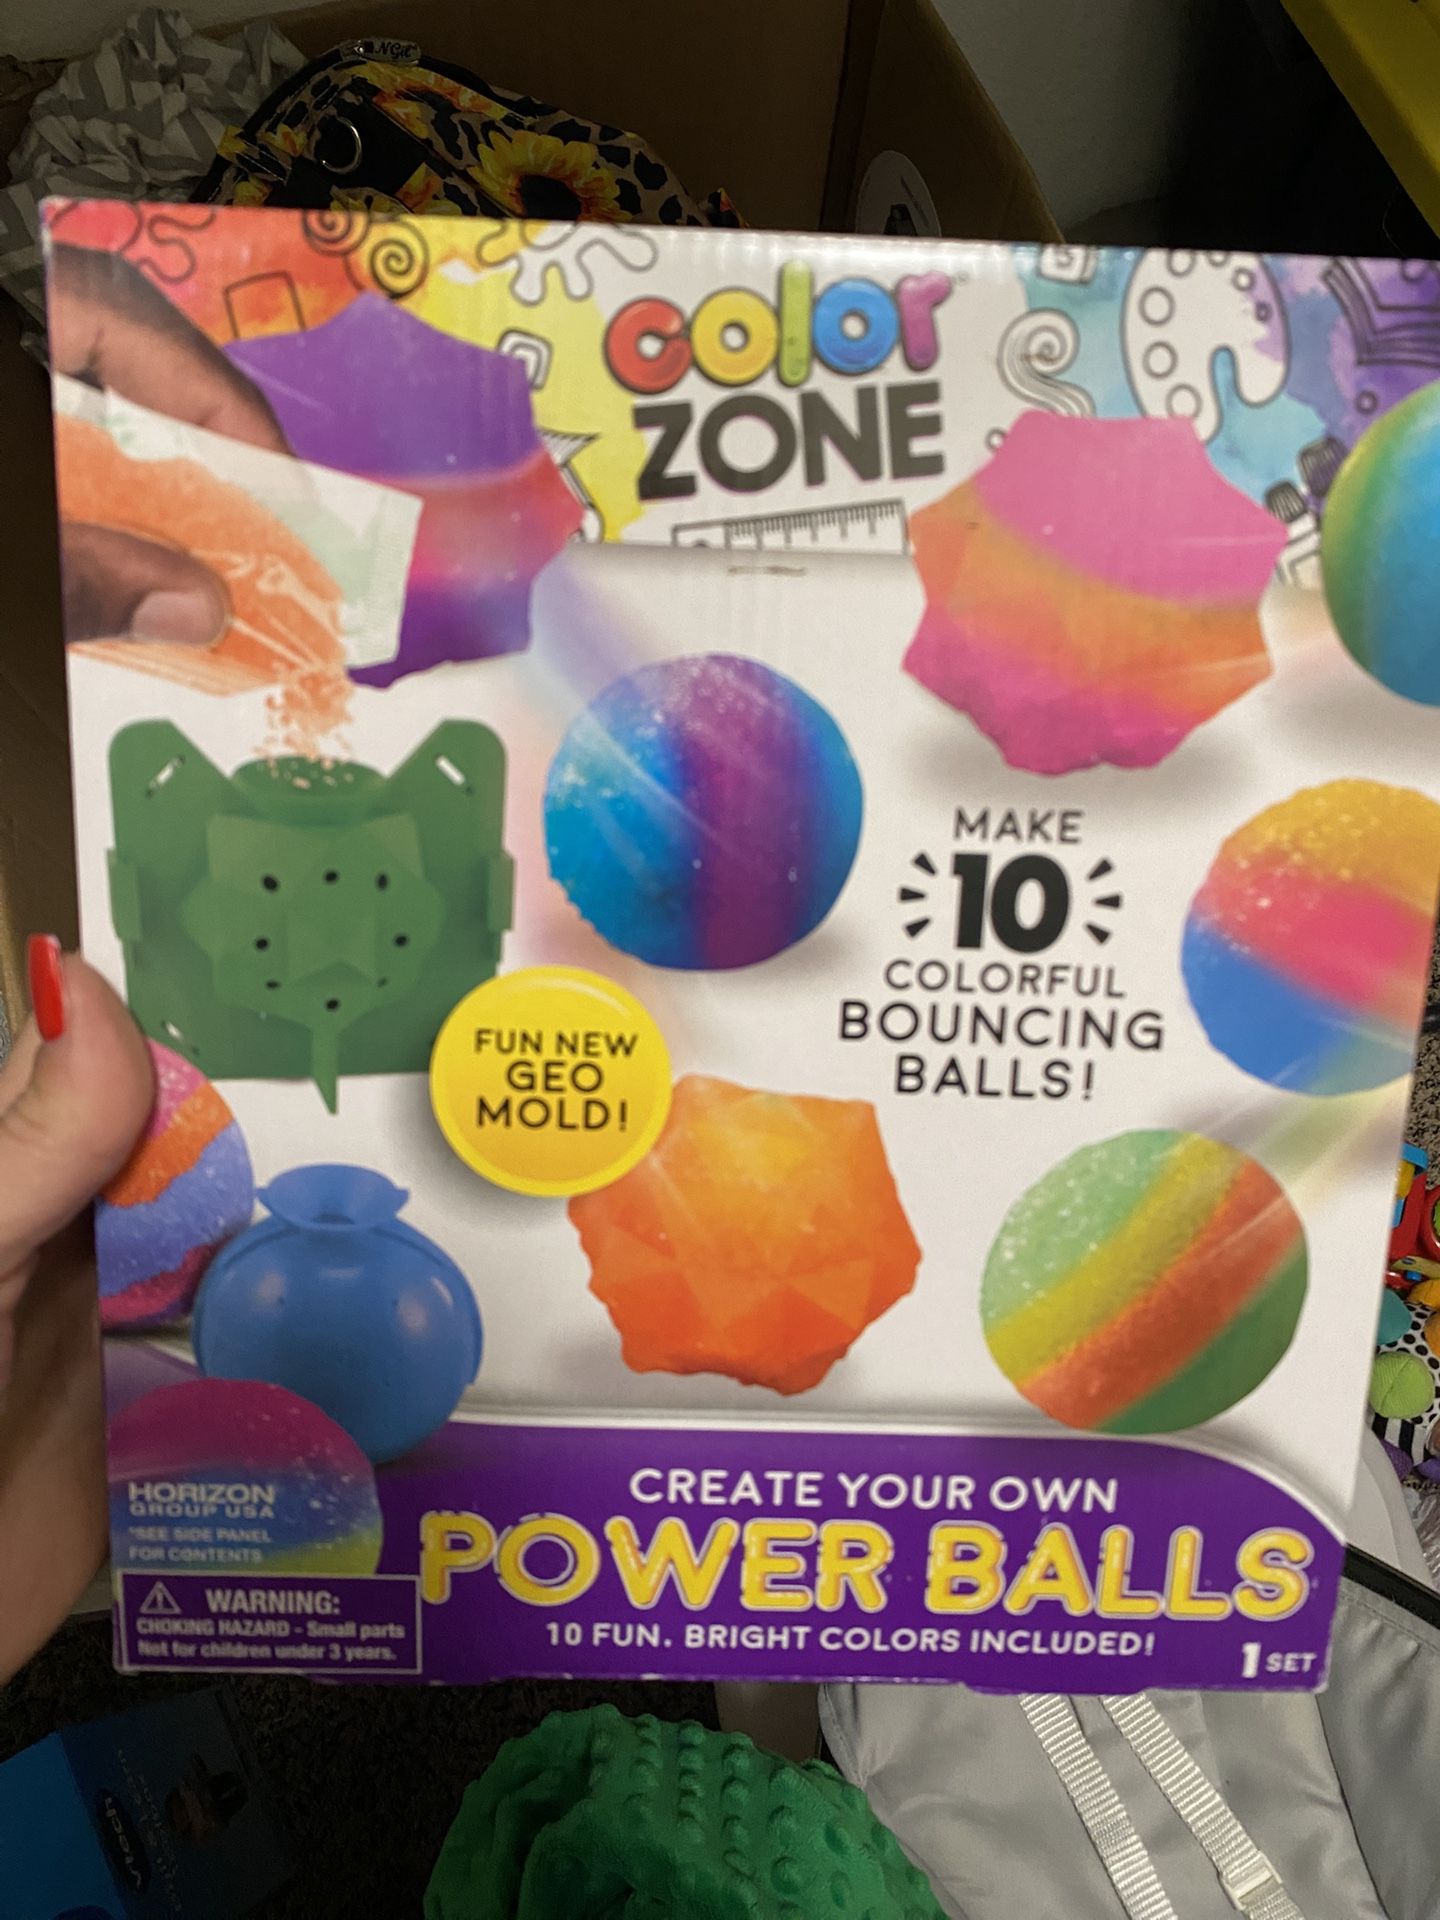 NGil
color
ZONE
MAKE
10
COLORFUL
BOUNCING
BALLS!
FUN NEW
GEO
MOLD!
HORIZON
GROUP USA
*SEE SIDE PANEL
FOR CONTENTS
CREATE YOUR OWN
POWER BALLS
10 FUN. BRIGHT COLORS INCLUDED!
1 SET
WARNING:
CHOKING HAZARD - Small parts
Not for children under 3 years.
vtech